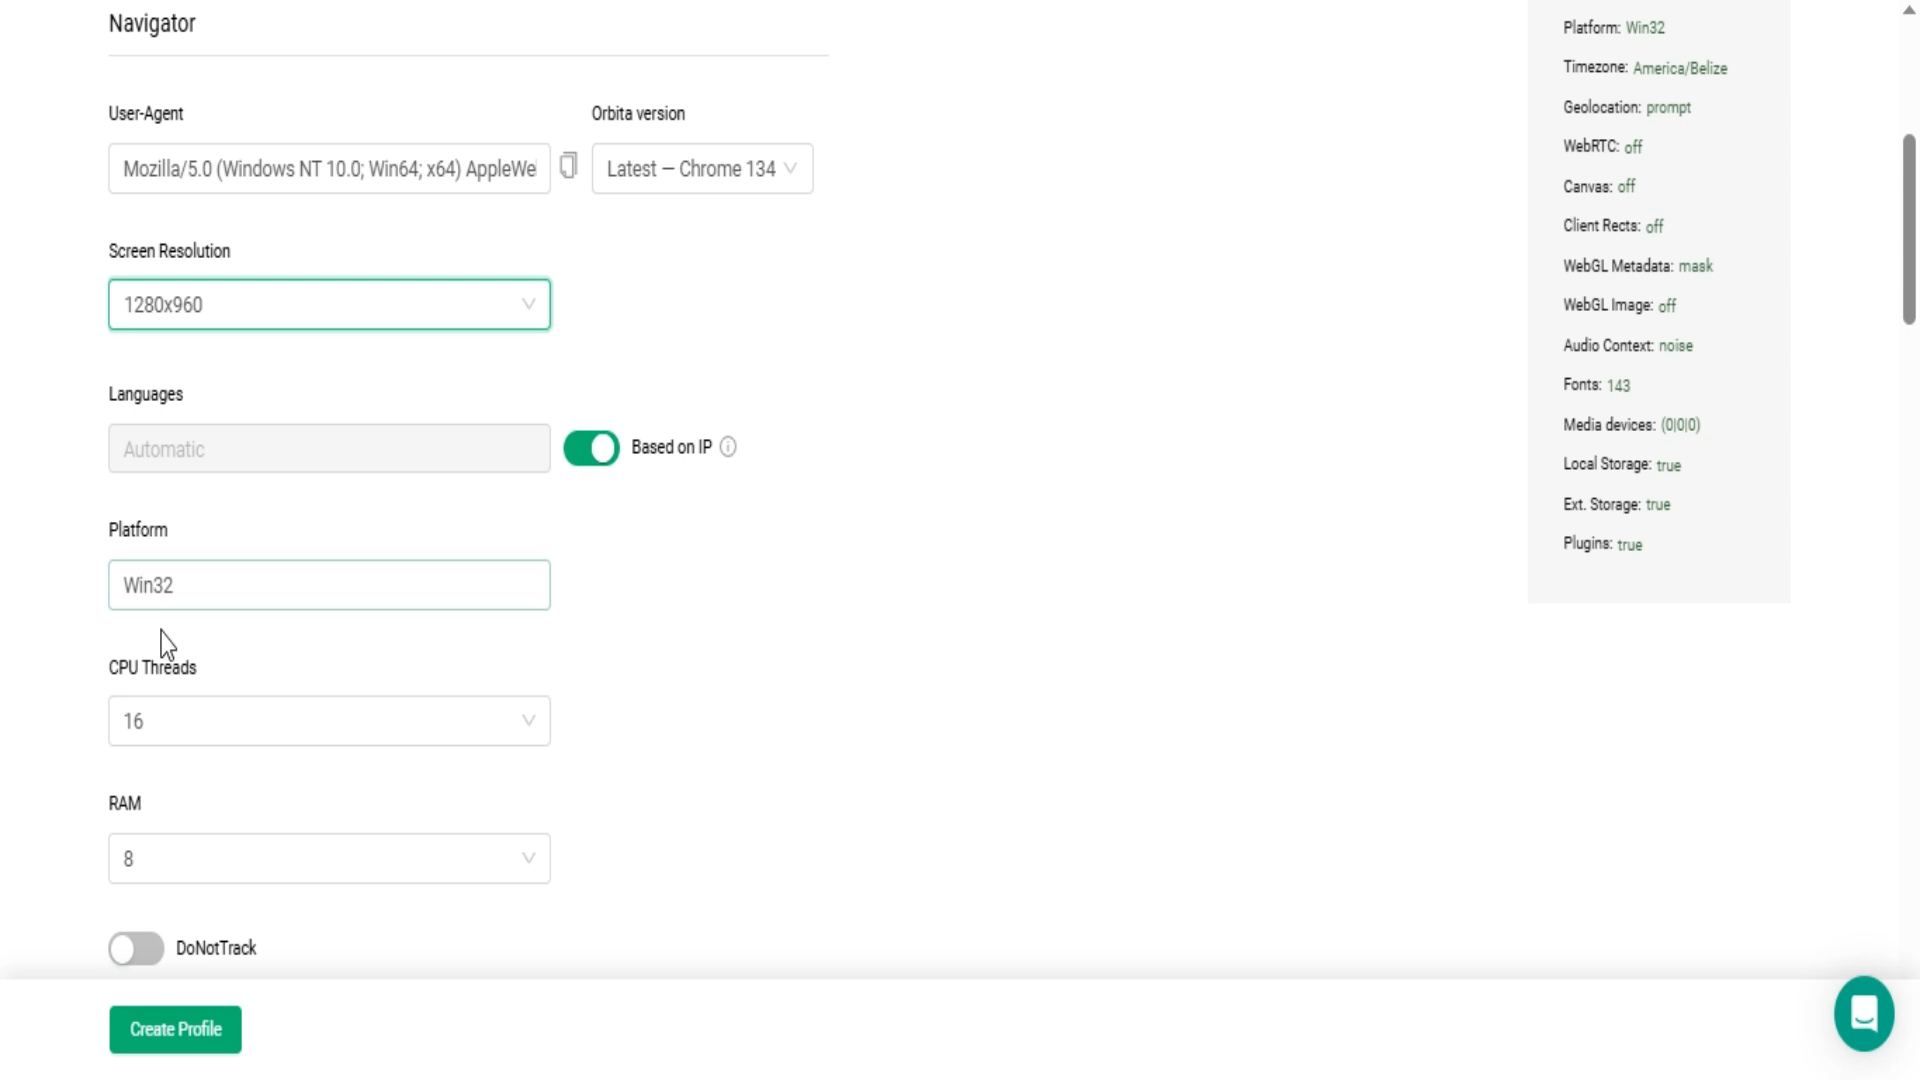 Navigator
User-Agent
Orbita version
Mozilla/5.0 (Windows NT 10.0; Win64; x64) AppleWe
Latest — Chrome 134
Screen Resolution
1280x960
Languages
Automatic
Based on IP
Platform
Win32
CPU Threads
16
RAM
8
DoNotTrack
Create Profile
Platform: Win32
Timezone: America/Belize
Geolocation: prompt
WebRTC: off
Canvas: off
Client Rects: off
WebGL Metadata: mask
WebGL Image: off
Audio Context: noise
Fonts: 143
Media devices: (0|0|0)
Local Storage: true
Ext. Storage: true
Plugins: true